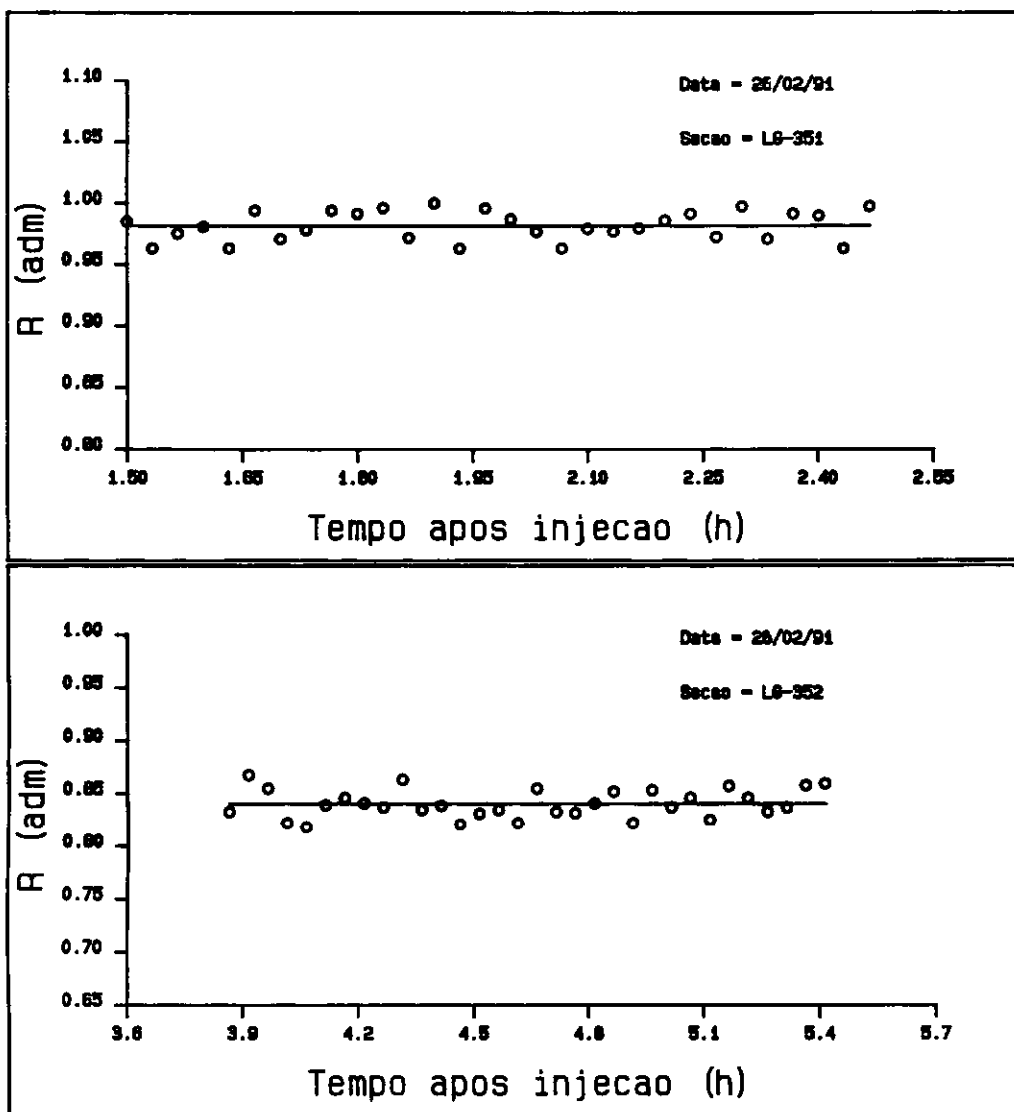 1.10
1.05
1.00
0.95
0.90
0.85
0.80
R (adm)
Data = 26/02/91
Secao = LG-351
1.50 1.65 1.80 1.95 2.10 2.25 2.40 2.55
Tempo apos injecao (h)
1.00
0.95
0.90
0.85
0.80
0.75
0.70
0.65
R (adm)
Data = 26/02/91
Secao = LG-352
3.6 3.9 4.2 4.5 4.8 5.1 5.4 5.7
Tempo apos injecao (h)